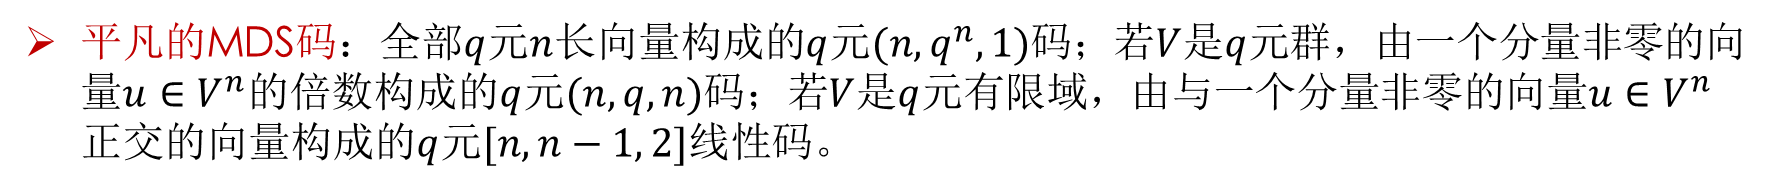 ➢ 平凡的MDS码：全部q元n长向量构成的q元(n, qⁿ, 1)码；若V是q元群，由一个分量非零的向
量u ∈ Vⁿ的倍数构成的q元(n, q, n)码；若V是q元有限域，由与一个分量非零的向量u ∈ Vⁿ
正交的向量构成的q元[n, n − 1, 2]线性码。